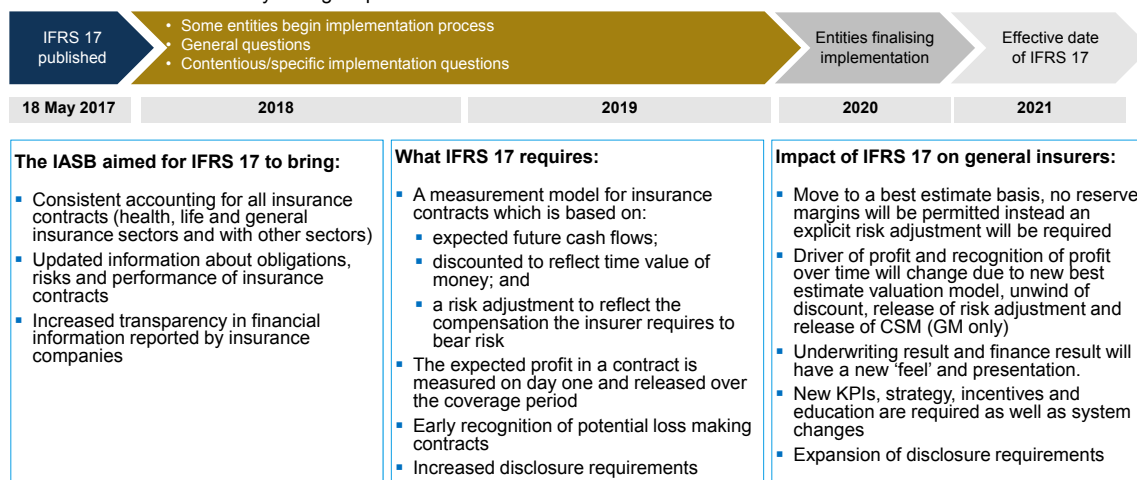 IFRS 17
published
• Some entities begin implementation process
• General questions
• Contentious/specific implementation questions
Entities finalising
implementation
Effective date
of IFRS 17
18 May 2017
2018
2019
2020
2021
The IASB aimed for IFRS 17 to bring:
▪ Consistent accounting for all insurance
contracts (health, life and general
insurance sectors and with other sectors)
▪ Updated information about obligations,
risks and performance of insurance
contracts
▪ Increased transparency in financial
information reported by insurance
companies
What IFRS 17 requires:
▪ A measurement model for insurance
contracts which is based on:
▪ expected future cash flows;
▪ discounted to reflect time value of
money; and
▪ a risk adjustment to reflect the
compensation the insurer requires to
bear risk
▪ The expected profit in a contract is
measured on day one and released over
the coverage period
▪ Early recognition of potential loss making
contracts
▪ Increased disclosure requirements
Impact of IFRS 17 on general insurers:
▪ Move to a best estimate basis, no reserve
margins will be permitted instead an
explicit risk adjustment will be required
▪ Driver of profit and recognition of profit
over time will change due to new best
estimate valuation model, unwind of
discount, release of risk adjustment and
release of CSM (GM only)
▪ Underwriting result and finance result will
have a new ‘feel’ and presentation.
▪ New KPIs, strategy, incentives and
education are required as well as system
changes
▪ Expansion of disclosure requirements